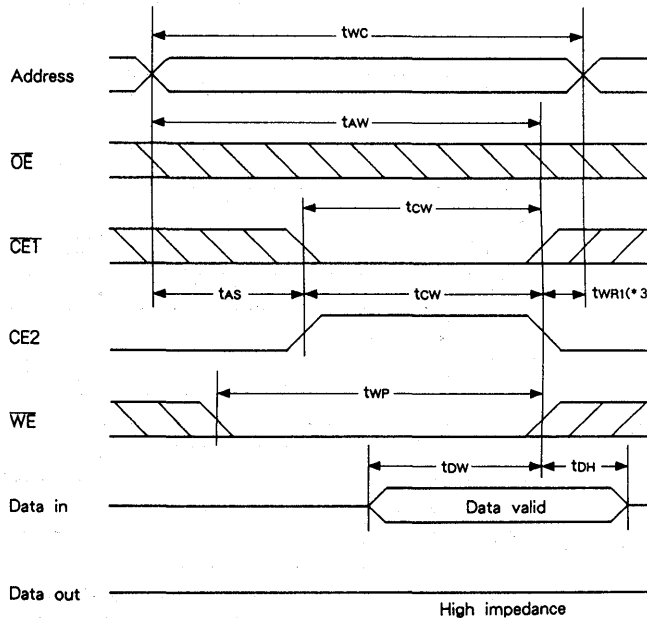 tWC
Address
tAW
OE
tCW
CE1
tAS
tCW
tWR1(*3
CE2
tWP
WE
tDW
tDH
Data in
Data valid
Data out
High impedance